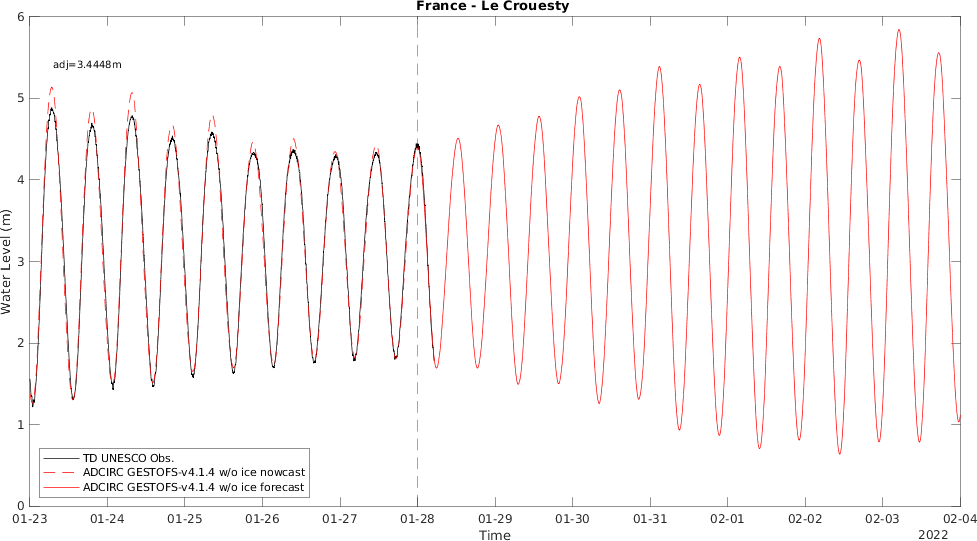 France - Le Crouesty
adj=3.4448m
Water Level (m)
6
5
4
3
2
1
0
TD UNESCO Obs.
ADCIRC GESTOFS-v4.1.4 w/o ice nowcast
ADCIRC GESTOFS-v4.1.4 w/o ice forecast
01-23 01-24 01-25 01-26 01-27 01-28 01-29 01-30 01-31 02-01 02-02 02-03 02-04
Time
2022